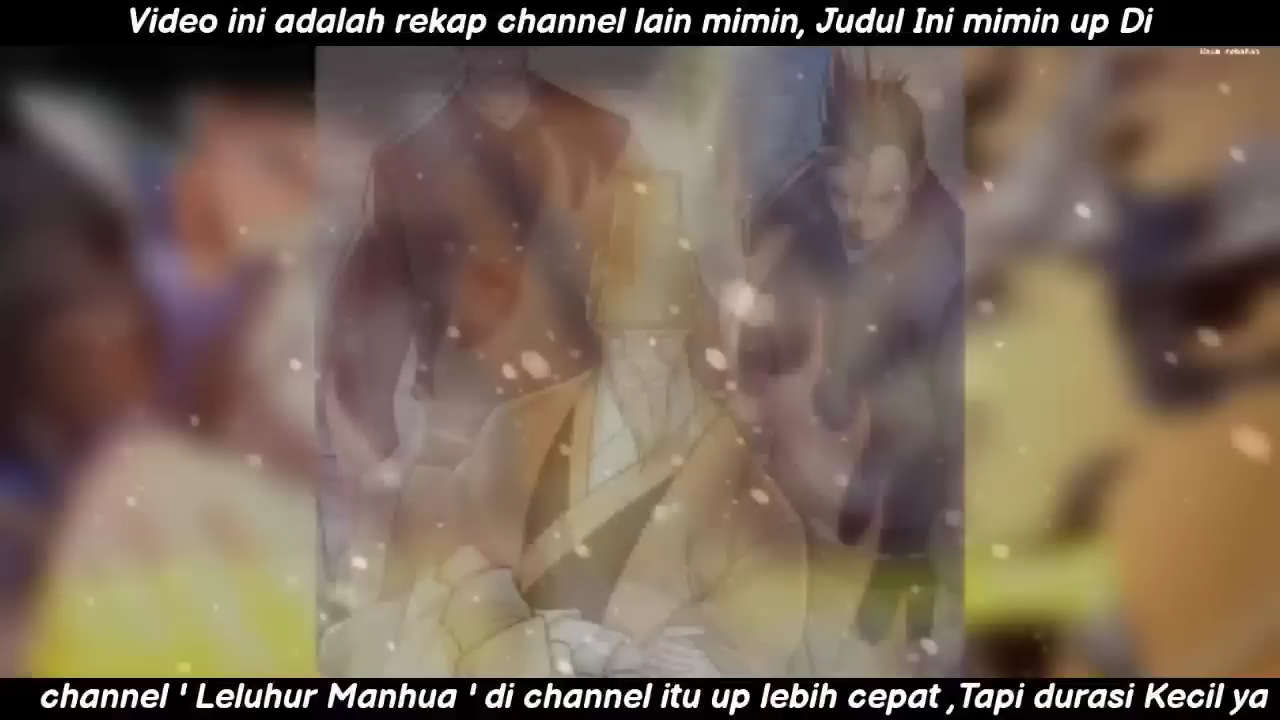 Video ini adalah rekap channel lain mimin, Judul Ini mimin up Di
channel ' Leluhur Manhua ' di channel itu up lebih cepat ,Tapi durasi Kecil ya